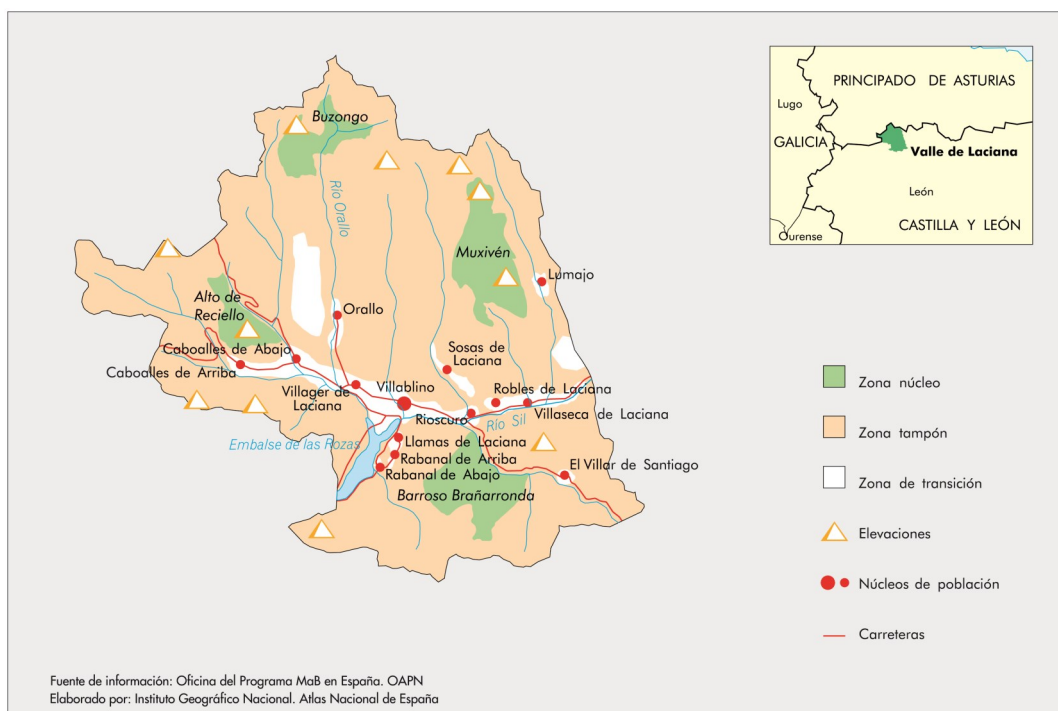 Buzongo
Río Orallo
Muxivén
Lumajo
Alto de
Reciello
Orallo
Caboalles de Abajo
Caboalles de Arriba
Sosas de
Laciana
Villager de
Laciana
Villablino
Robles de Laciana
Rioscuro
Río Sil
Villaseca de Laciana
Embalse de las Rozas
Llamas de Laciana
Rabanal de Arriba
Rabanal de Abajo
El Villar de Santiago
Barroso Brañarronda
PRINCIPADO DE ASTURIAS
Lugo
GALICIA
Valle de Laciana
León
CASTILLA Y LEÓN
Ourense
Zona núcleo
Zona tampón
Zona de transición
Elevaciones
Núcleos de población
Carreteras
Fuente de información: Oficina del Programa MaB en España. OAPN
Elaborado por: Instituto Geográfico Nacional. Atlas Nacional de España